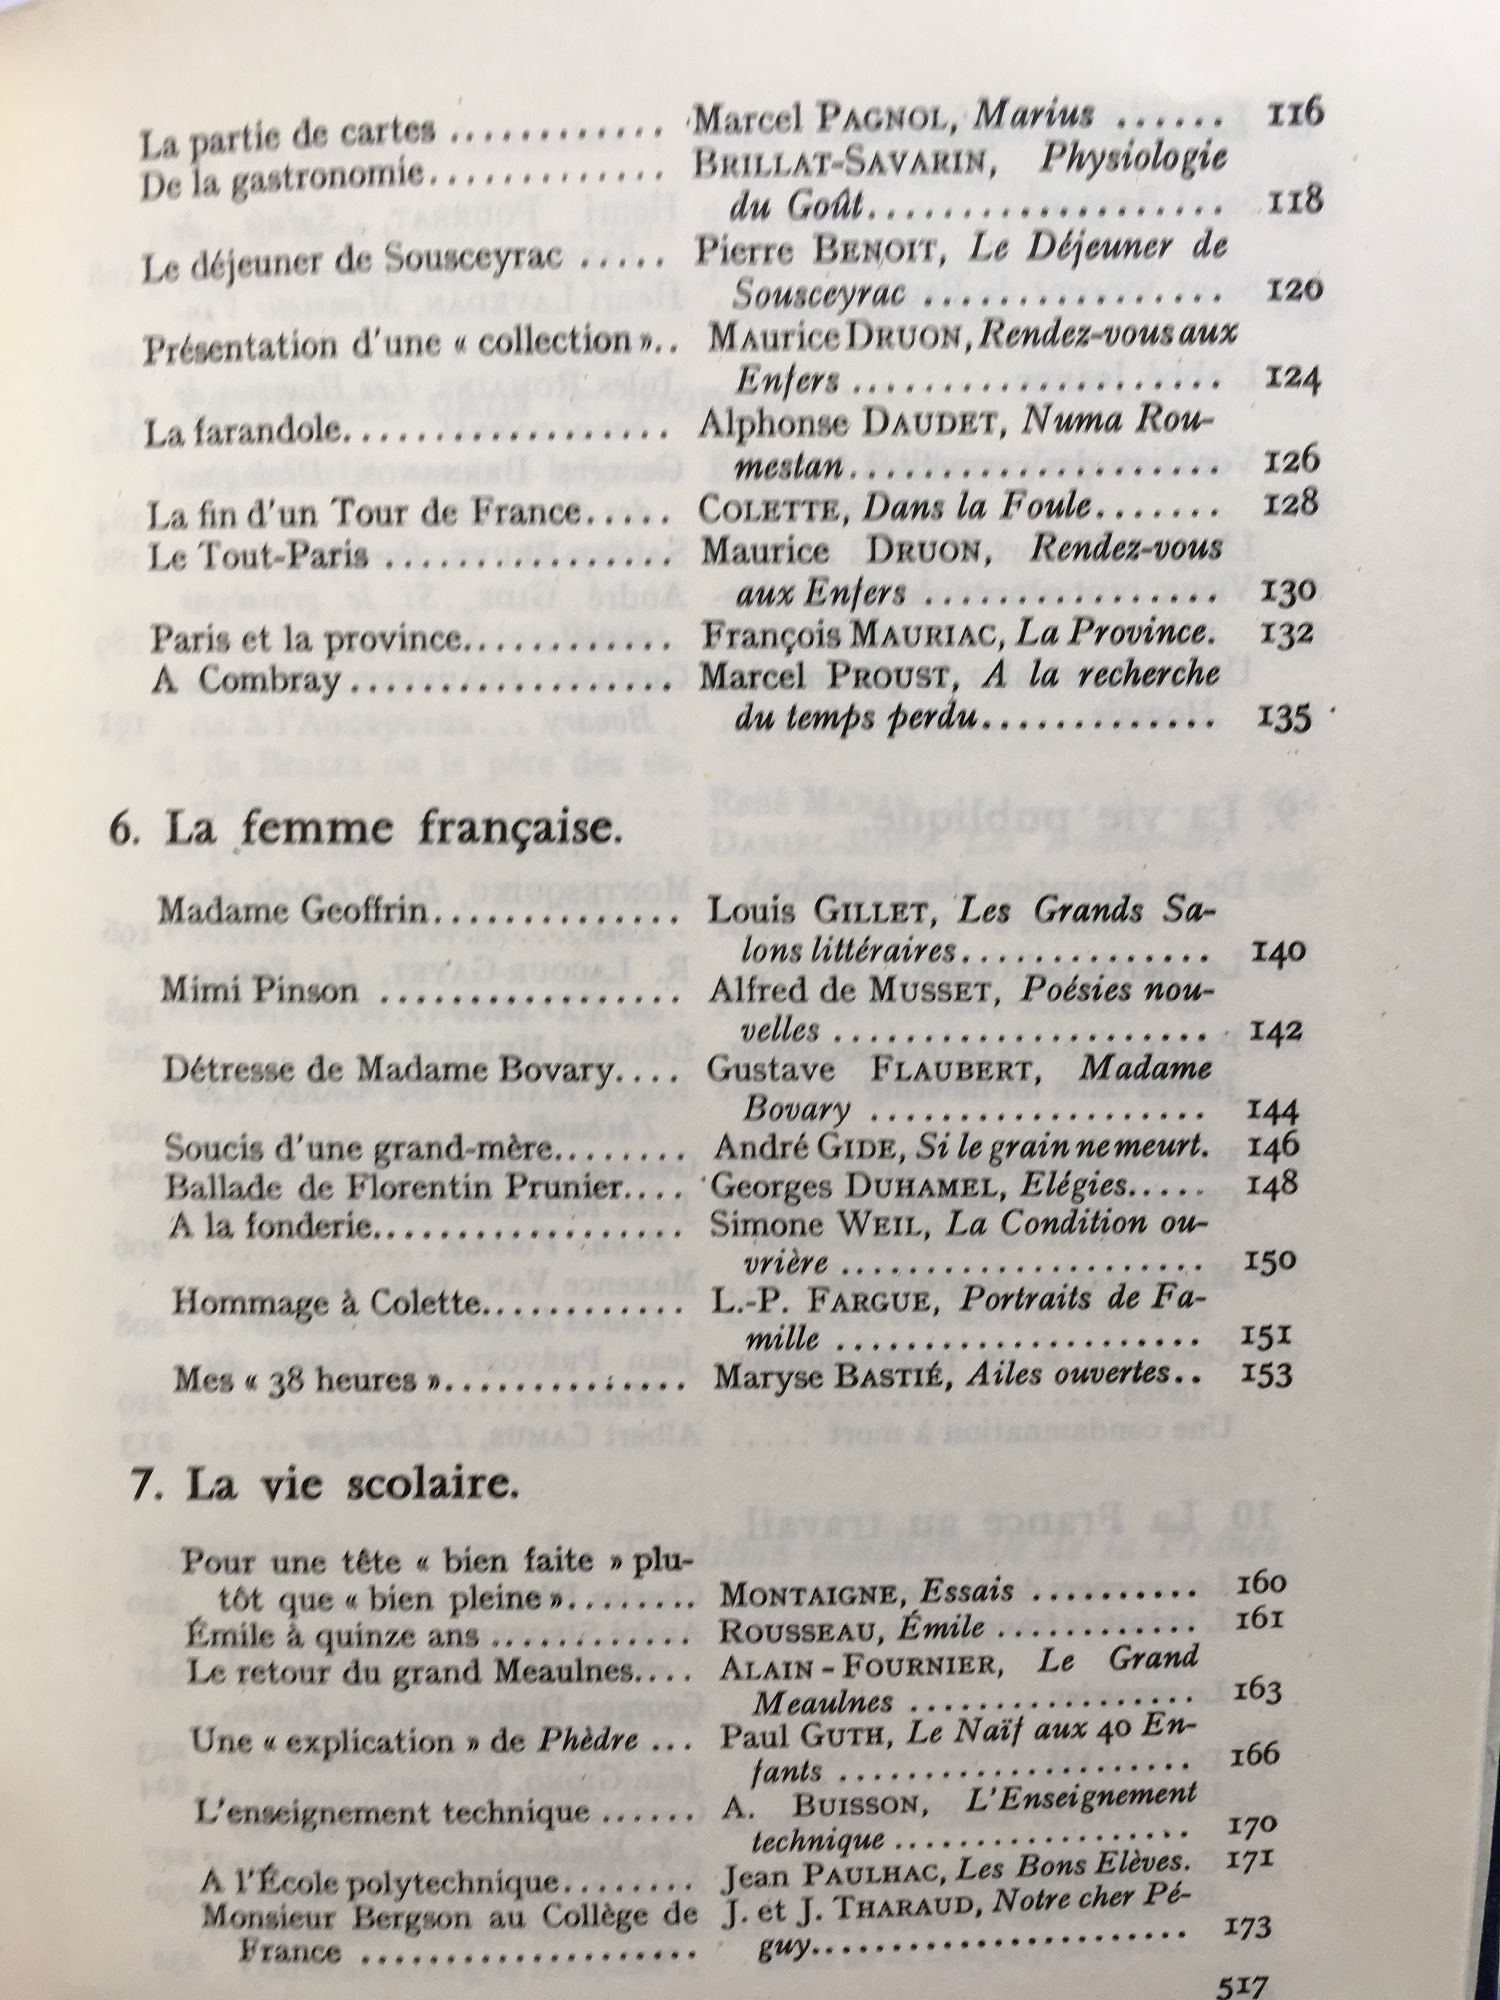 La partie de cartes ............ Marcel PAGNOL, Marius ...... 116
De la gastronomie............. BRILLAT-SAVARIN, Physiologie
du Goût................... 118
Le déjeuner de Sousceyrac ..... Pierre BENOIT, Le Déjeuner de
Sousceyrac ................ 120
Présentation d'une « collection ».. MAurice DRUON, Rendez-vous aux
Enfers ................... 124
La farandole.................. Alphonse DAUDET, Numa Rou-
mestan.................... 126
La fin d'un Tour de France..... COLETTE, Dans la Foule....... 128
Le Tout-Paris ................ Maurice DRUON, Rendez-vous
aux Enfers ................ 130
Paris et la province............ François MAURIAC, La Province. 132
A Combray.................. Marcel PROUST, A la recherche
du temps perdu............. 135
6. La femme française.
Madame Geoffrin.............. Louis GILLET, Les Grands Sa-
lons littéraires.............. 140
Mimi Pinson ................. Alfred de MUSSET, Poésies nou-
velles ..................... 142
Détresse de Madame Bovary.... Gustave FLAUBERT, Madame
Bovary ................... 144
Soucis d'une grand-mère........ André GIDE, Si le grain ne meurt. 146
Ballade de Florentin Prunier.... Georges DUHAMEL, Elégies..... 148
A la fonderie.................. Simone WEIL, La Condition ou-
vrière ..................... 150
Hommage à Colette............ L.-P. FARGUE, Portraits de Fa-
mille ..................... 151
Mes « 38 heures ».............. Maryse BASTIÉ, Ailes ouvertes.. 153
7. La vie scolaire.
Pour une tête « bien faite » plu-
tôt que « bien pleine »........ MONTAIGNE, Essais .......... 160
Émile à quinze ans ............ ROUSSEAU, Émile ............ 161
Le retour du grand Meaulnes.... ALAIN-FOURNIER, Le Grand
Meaulnes ................. 163
Une « explication » de Phèdre ... Paul GUTH, Le Naïf aux 40 En-
fants ..................... 166
L'enseignement technique ...... A. BUISSON, L'Enseignement
technique .................. 170
A l'École polytechnique........ Jean PAULHAC, Les Bons Elèves. 171
Monsieur Bergson au Collège de J. et J. THARAUD, Notre cher Pé-
France ...................... guy....................... 173
517